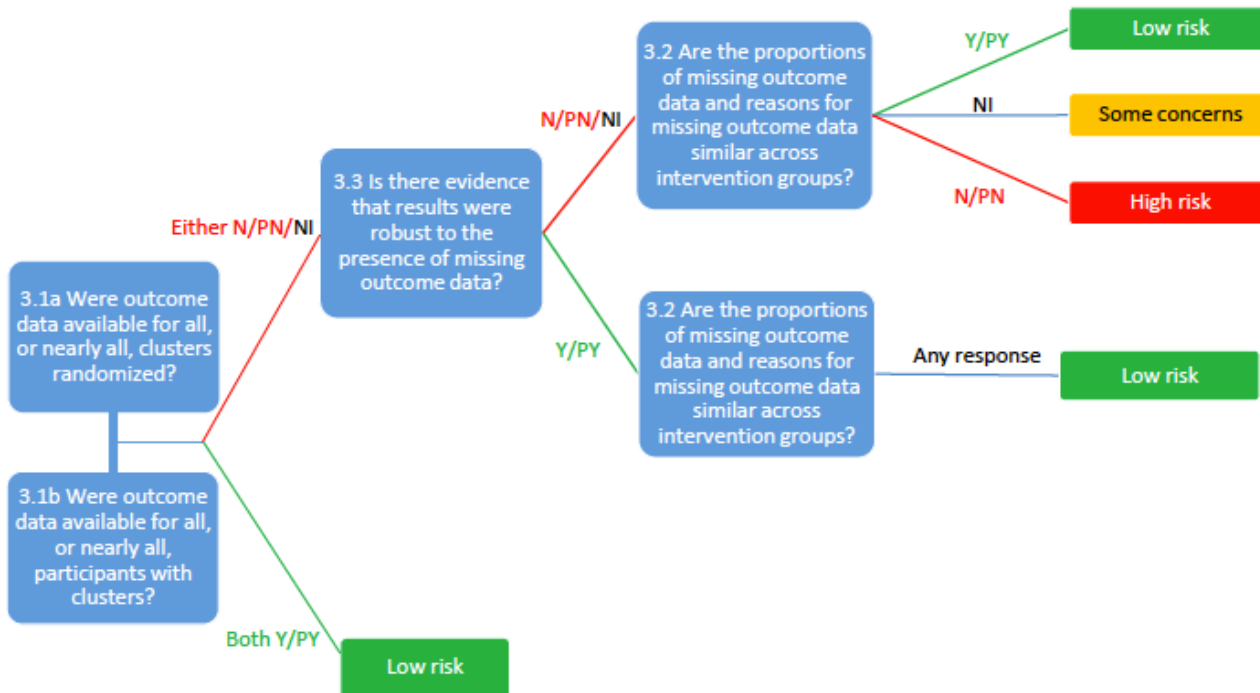 3.1a Were outcome
data available for all,
or nearly all, clusters
randomized?
3.1b Were outcome
data available for all,
or nearly all,
participants with
clusters?
Either N/PN/NI
Both Y/PY
Low risk
3.3 Is there evidence
that results were
robust to the
presence of missing
outcome data?
N/PN/NI
Y/PY
3.2 Are the proportions
of missing outcome
data and reasons for
missing outcome data
similar across
intervention groups?
Y/PY
Low risk
NI
Some concerns
N/PN
High risk
3.2 Are the proportions
of missing outcome
data and reasons for
missing outcome data
similar across
intervention groups?
Any response
Low risk